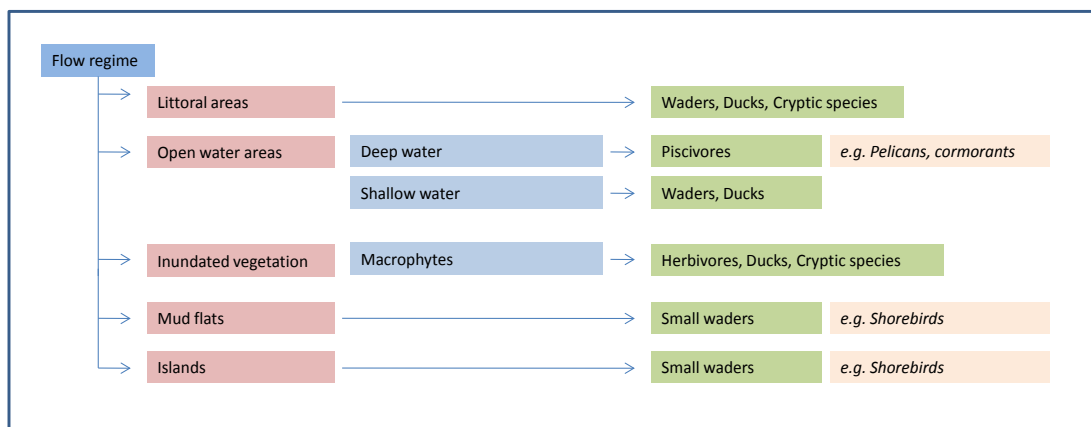 Flow regime
Littoral areas
Waders, Ducks, Cryptic species
Open water areas
Deep water
Piscivores
e.g. Pelicans, cormorants
Shallow water
Waders, Ducks
Inundated vegetation
Macrophytes
Herbivores, Ducks, Cryptic species
Mud flats
Small waders
e.g. Shorebirds
Islands
Small waders
e.g. Shorebirds